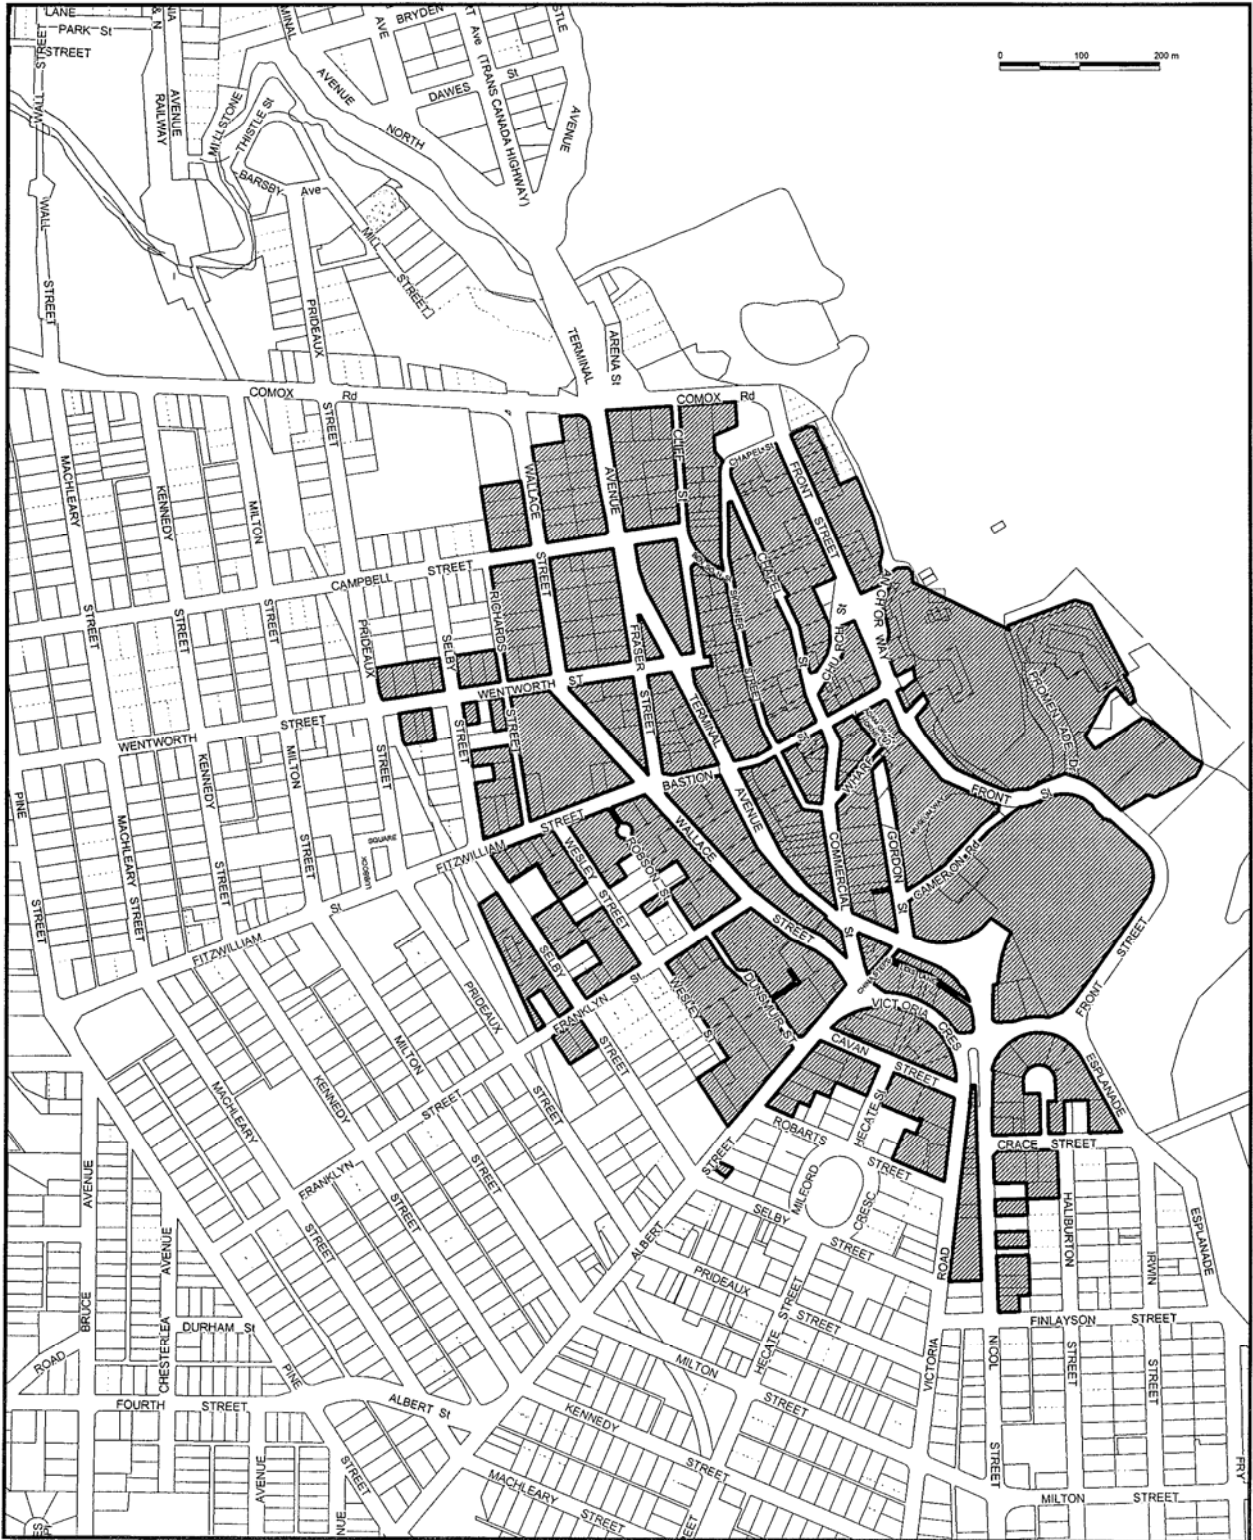 LANE
PARK St
STREET
WALL STREET
& N
AVENUE
RAILWAY
MILLSTONE
THISTLE St
BARSBY Ave
AVENUE
NORTH
AVE
BRYDEN
DAWES
St
Ave (TRANS CANADA HIGHWAY)
AVENUE
0 100 200 m
WALL
STREET
MILL
STREET
PRIDEAUX
TERMINAL
ARENA St
COMOX Rd
COMOX Rd
STREET
MACHLEARY
KENNEDY
MILTON
WALLACE
AVENUE
CLIFF St
CHAPEL St
FRONT
STREET
CAMPBELL STREET
STREET
STREET
STREET
STREET
PRIDEAUX
SELBY
RICHARDS
FRASER
SKINNER
STREET
CHAPEL
St
CHURCH St
ANCHOR WAY
PROMENADE Dr
WENTWORTH ST
WENTWORTH STREET
STREET
STREET
STREET
STREET
TERMINAL
AVENUE
BASTION
St
WHARF
FRONT St
MUSEUM WAY
CAMERON Rd
GORDON
St
COMMERCIAL
St
PINE
STREET
MACHLEARY
STREET
KENNEDY
STREET
MILTON
STREET
SQUARE
LUBBOCK
FITZWILLIAM
STREET
FITZWILLIAM
St
WESLEY
STREET
ROBSON St
WALLACE
STREET
SELBY
STREET
FRANKLYN St
WESLEY St
DUNSMUR ST
VICTORIA CRES
CAVAN
STREET
FRONT STREET
ESPLANADE
PRIDEAUX
STREET
MILTON
STREET
KENNEDY
STREET
MACHLEARY
STREET
FRANKLYN
STREET
ROBARTS
STREET
HECATE St
MILFORD
CRESC
CRACE STREET
STREET
ALBERT
SELBY
STREET
PRIDEAUX
STREET
HECATE STREET
ROAD
VICTORIA
HALIBURTON
STREET
IRWIN
STREET
ESPLANADE
FINLAYSON STREET
NICOL
STREET
BRUCE
AVENUE
CHESTERLEA
AVENUE
DURHAM St
ROAD
FOURTH STREET
AVENUE
PINE
STREET
ALBERT St
MILTON
STREET
KENNEDY
STREET
MACHLEARY
STREET
MILTON STREET
FRY